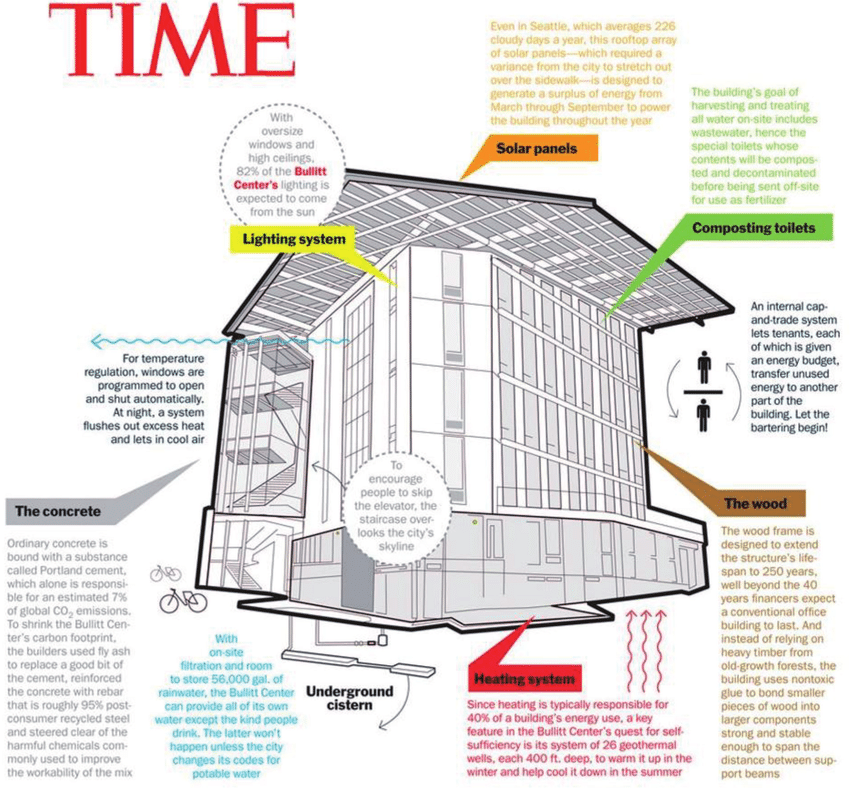 TIME
Even in Seattle, which averages 226
cloudy days a year, this rooftop array
of solar panels—which required a
variance from the city to stretch out
over the sidewalk—is designed to
generate a surplus of energy from
March through September to power
the building throughout the year
Solar panels
The building's goal of
harvesting and treating
all water on-site includes
wastewater, hence the
special toilets whose
contents will be compos-
ted and decontaminated
before being sent off-site
for use as fertilizer
Composting toilets
With
oversize
windows and
high ceilings,
82% of the Bullitt
Center's lighting is
expected to come
from the sun
Lighting system
For temperature
regulation, windows are
programmed to open
and shut automatically.
At night, a system
flushes out excess heat
and lets in cool air
An internal cap-
and-trade system
lets tenants, each
of which is given
an energy budget,
transfer unused
energy to another
part of the
building. Let the
bartering begin!
To
encourage
people to skip
the elevator, the
staircase over-
looks the city's
skyline
The concrete
Ordinary concrete is
bound with a substance
called Portland cement,
which alone is responsi-
ble for an estimated 7%
of global CO₂ emissions.
To shrink the Bullitt Cen-
ter's carbon footprint,
the builders used fly ash
to replace a good bit of
the cement, reinforced
the concrete with rebar
that is roughly 95% post-
consumer recycled steel
and steered clear of the
harmful chemicals com-
monly used to improve
the workability of the mix
With
on-site
filtration and room
to store 56,000 gal. of
rainwater, the Bullitt Center
can provide all of its own
water except the kind people
drink. The latter won't
happen unless the city
changes its codes for
potable water
Underground
cistern
Heating system
Since heating is typically responsible for
40% of a building's energy use, a key
feature in the Bullitt Center's quest for self-
sufficiency is its system of 26 geothermal
wells, each 400 ft. deep, to warm it up in the
winter and help cool it down in the summer
The wood
The wood frame is
designed to extend
the structure's life-
span to 250 years,
well beyond the 40
years financers expect
a conventional office
building to last. And
instead of relying on
heavy timber from
old-growth forests, the
building uses nontoxic
glue to bond smaller
pieces of wood into
larger components
strong and stable
enough to span the
distance between sup-
port beams